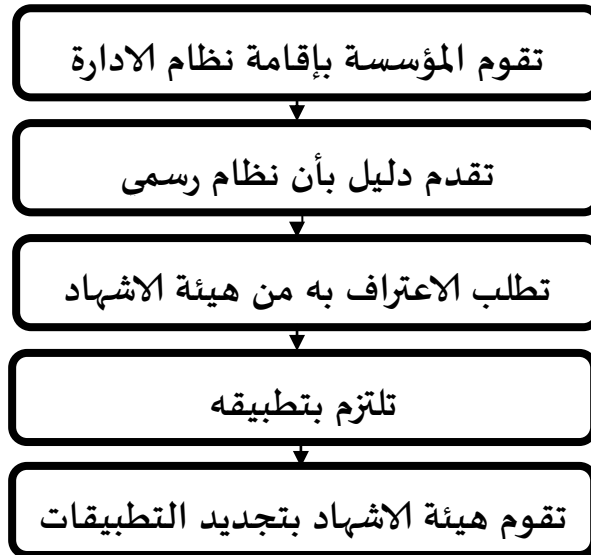 تقوم المؤسسة بإقامة نظام الادارة
تقدم دليل بأن نظام رسمى
تطلب الاعتراف به من هيئة الاشهاد
تلتزم بتطبيقه
تقوم هيئة الاشهاد بتجديد التطبيقات